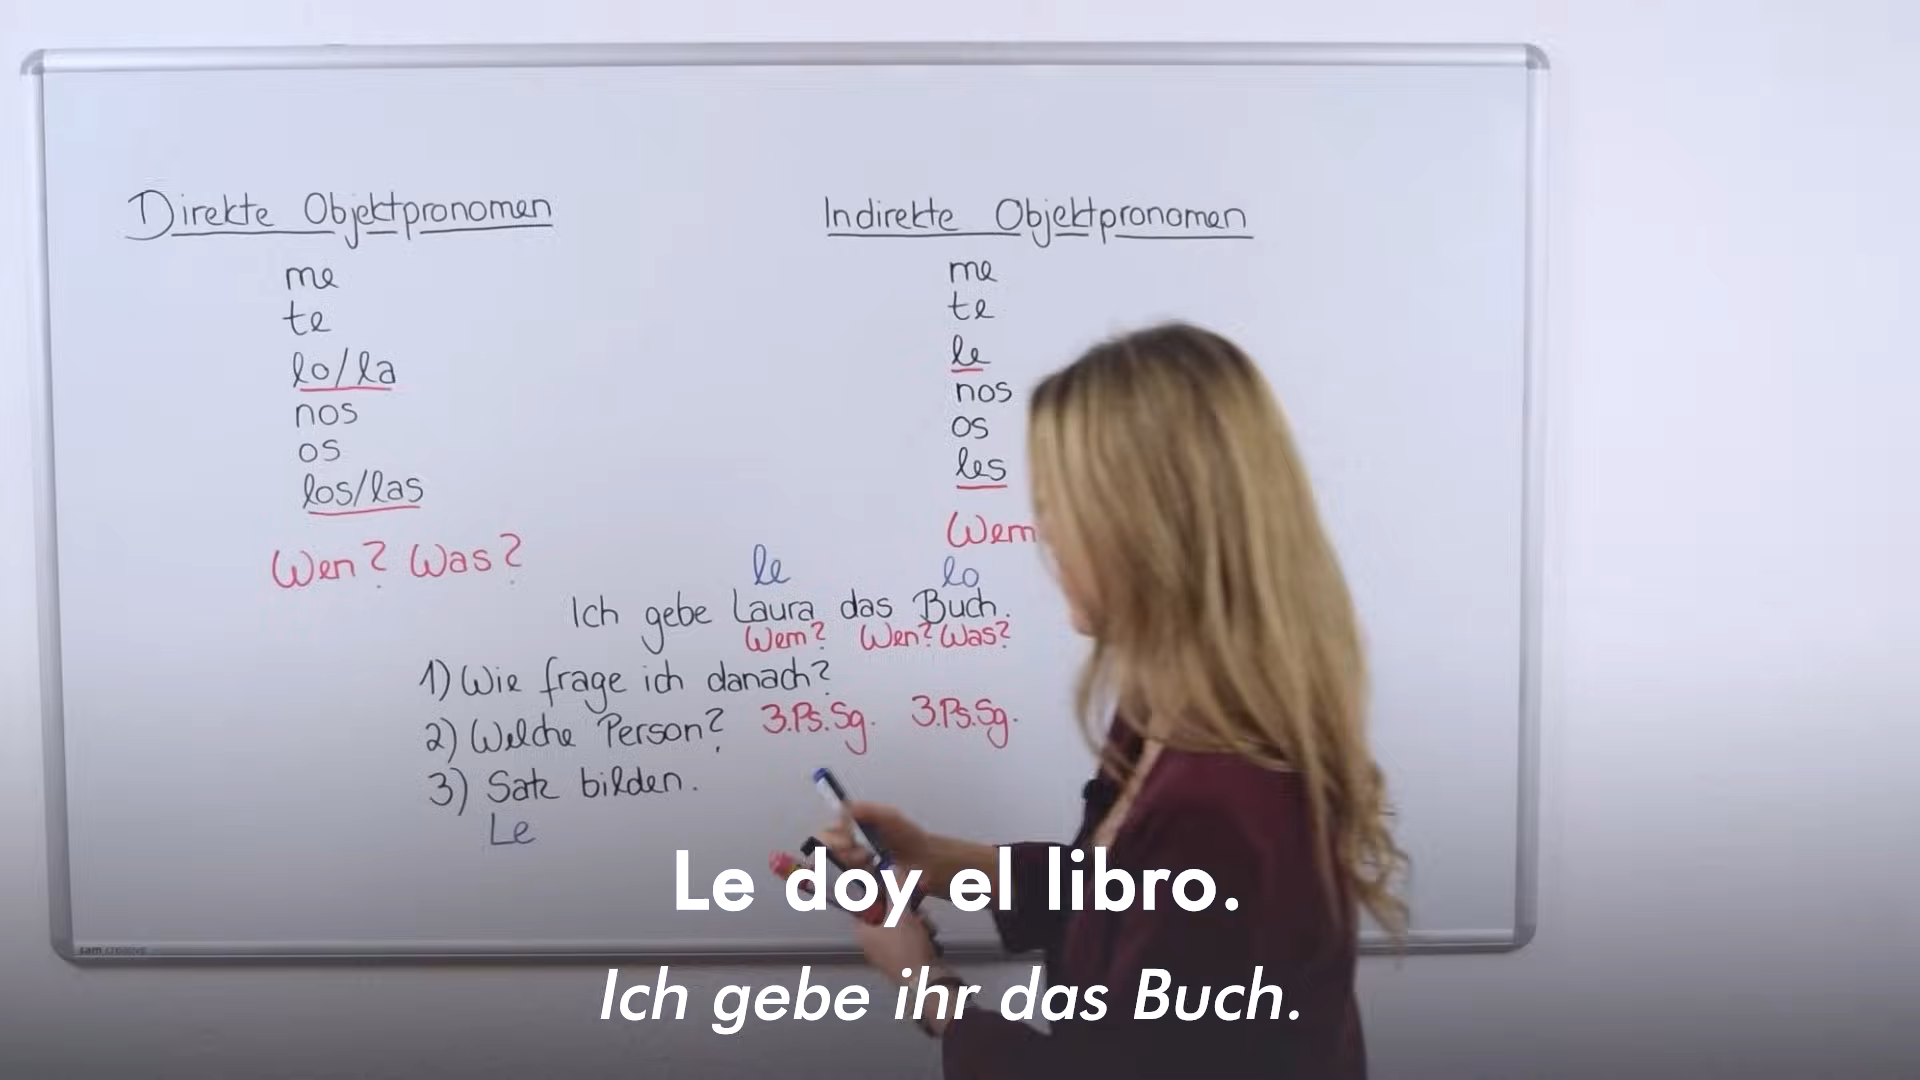 Direkte Objektpronomen
me
te
lo/la
nos
os
los/las
Wen? Was?
Indirekte Objektpronomen
me
te
le
nos
os
les
Wem
le lo
Ich gebe Laura das Buch.
Wem? Wen? Was?
1) Wie frage ich danach?
2) Welche Person? 3.Ps.Sg. 3.Ps.Sg.
3) Satz bilden.
Le
Le doy el libro.
Ich gebe ihr das Buch.